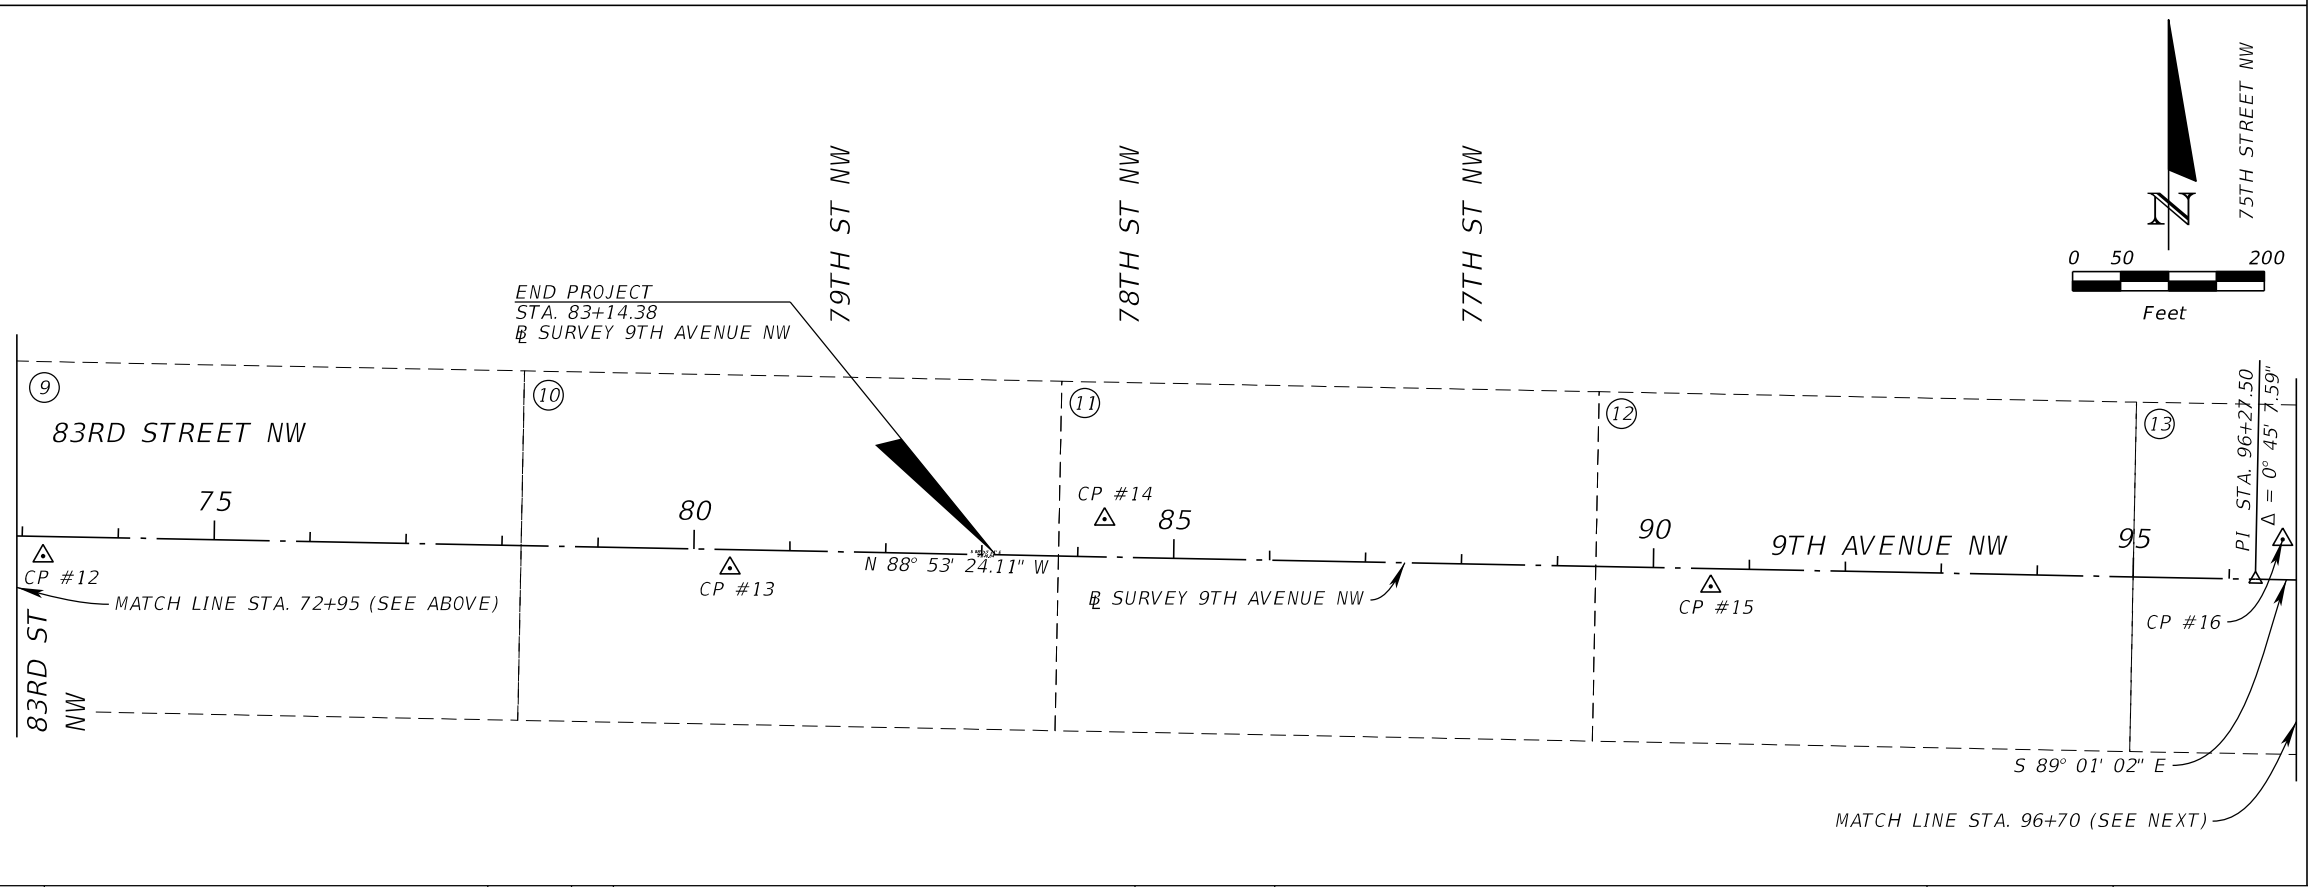 75TH STREET NW
N
0 50 200
Feet
79TH ST NW
78TH ST NW
77TH ST NW
END PROJECT
STA. 83+14.38
BL SURVEY 9TH AVENUE NW
9
10
11
12
13
83RD STREET NW
PI STA. 96+27.50
Δ = 0° 45' 7.59"
75
80
85
90
95
CP #14
9TH AVENUE NW
N 88° 53' 24.11" W
CP #12
CP #13
BL SURVEY 9TH AVENUE NW
CP #15
CP #16
MATCH LINE STA. 72+95 (SEE ABOVE)
83RD ST
NW
S 89° 01' 02" E
MATCH LINE STA. 96+70 (SEE NEXT)